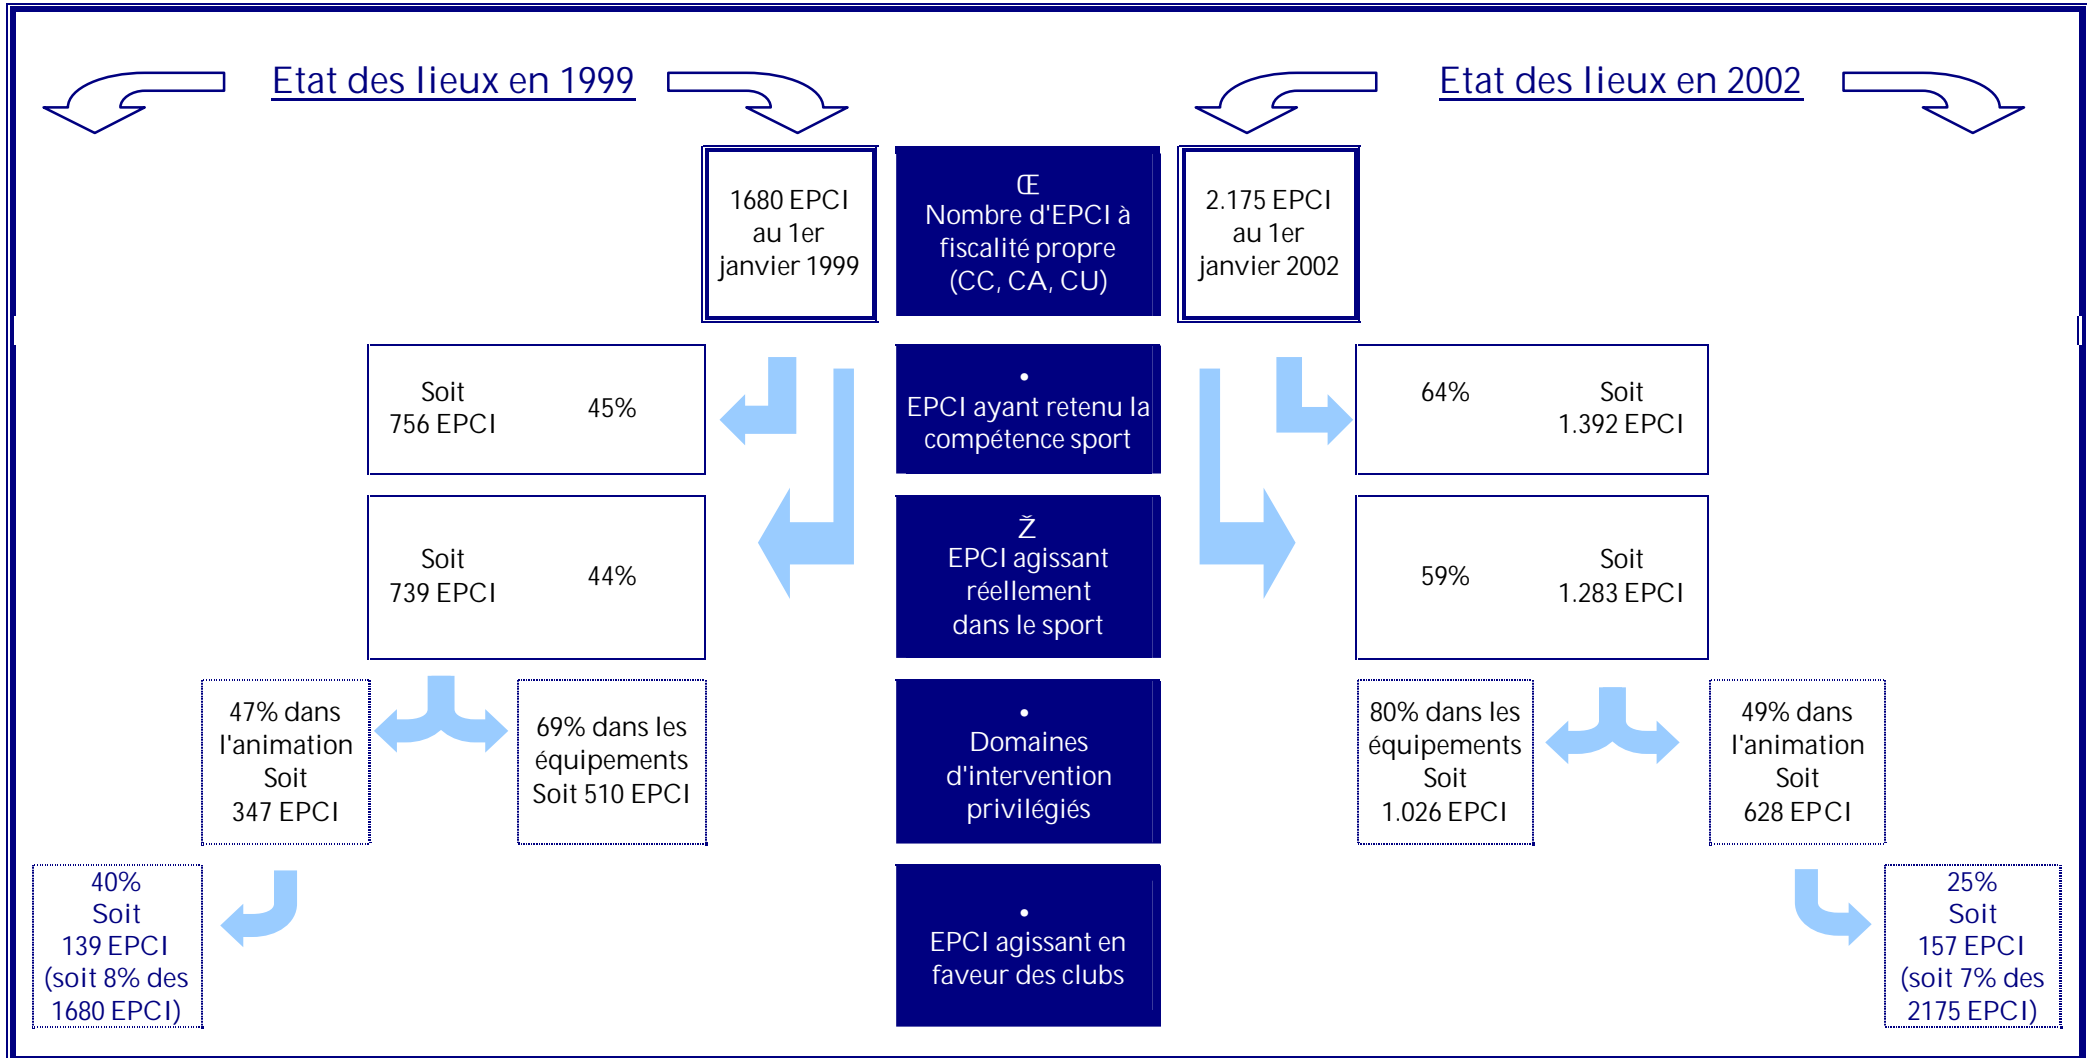 Etat des lieux en 1999
Etat des lieux en 2002
1680 EPCI
au 1er
janvier 1999
Œ
Nombre d'EPCI à
fiscalité propre
(CC, CA, CU)
2.175 EPCI
au 1er
janvier 2002
Soit
756 EPCI
45%
•
EPCI ayant retenu la
compétence sport
64%
Soit
1.392 EPCI
Soit
739 EPCI
44%
Ž
EPCI agissant
réellement
dans le sport
59%
Soit
1.283 EPCI
47% dans
l'animation
Soit
347 EPCI
69% dans les
équipements
Soit 510 EPCI
•
Domaines
d'intervention
privilégiés
80% dans les
équipements
Soit
1.026 EPCI
49% dans
l'animation
Soit
628 EPCI
40%
Soit
139 EPCI
(soit 8% des
1680 EPCI)
•
EPCI agissant en
faveur des clubs
25%
Soit
157 EPCI
(soit 7% des
2175 EPCI)